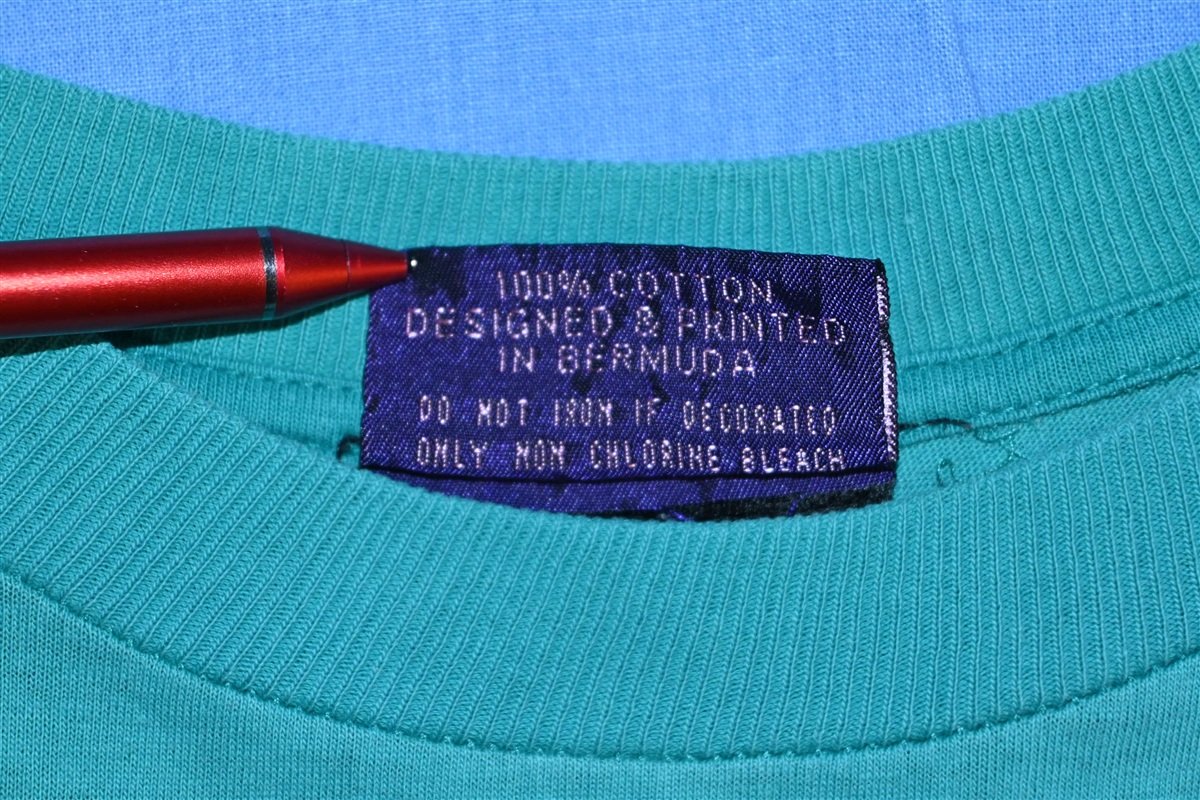 100% COTTON
DESIGNED & PRINTED
IN BERMUDA
DO NOT IRON IF DECORATED
ONLY NON CHLORINE BLEACH